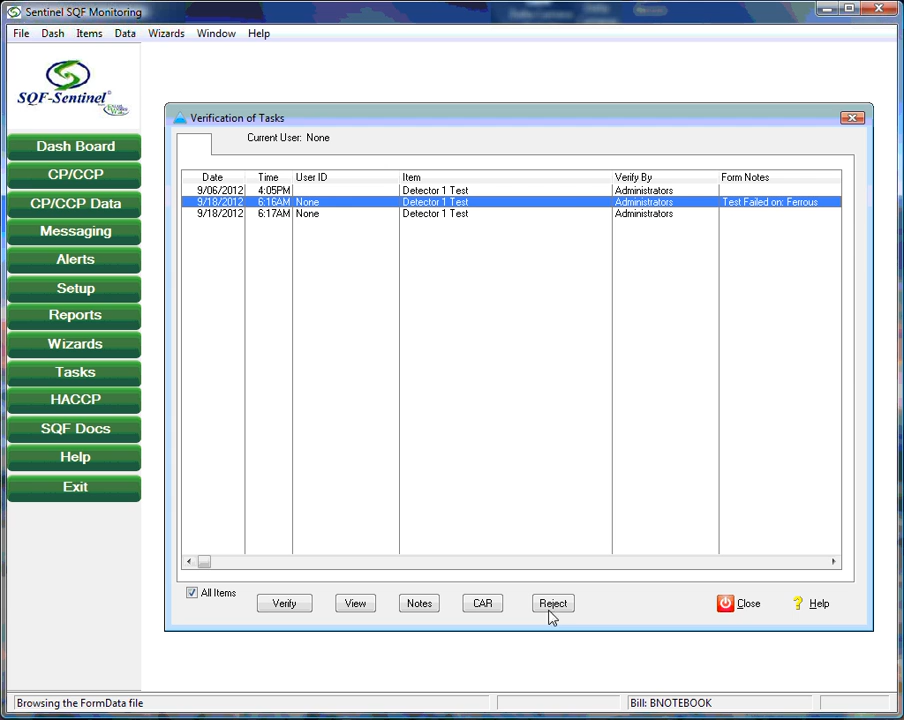 Sentinel SQF Monitoring
File Dash Items Data Wizards Window Help
SQF-Sentinel®
Dash Board
CP/CCP
CP/CCP Data
Messaging
Alerts
Setup
Reports
Wizards
Tasks
HACCP
SQF Docs
Help
Exit
Verification of Tasks
Current User: None
Date Time User ID Item Verify By Form Notes
9/06/2012 4:05PM Detector 1 Test Administrators
9/18/2012 6:16AM None Detector 1 Test Administrators Test Failed on: Ferrous
9/18/2012 6:17AM None Detector 1 Test Administrators
All Items
Verify View Notes CAR Reject Close ? Help
Browsing the FormData file Bill: BNOTEBOOK